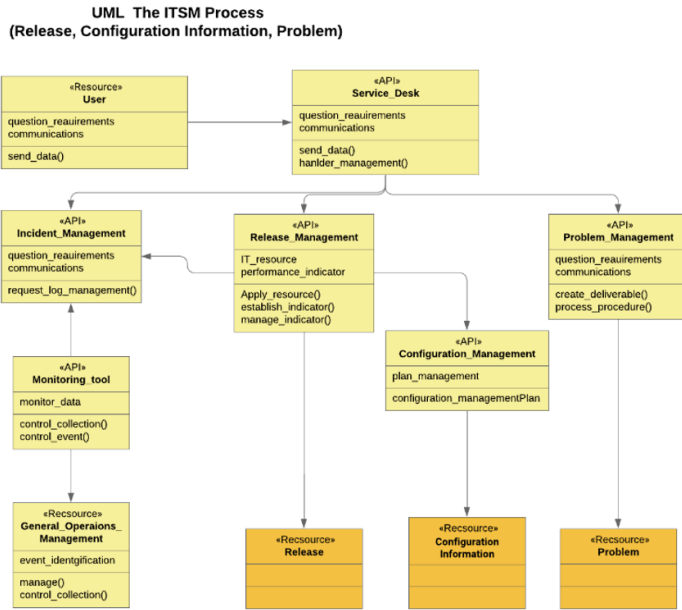 UML The ITSM Process
(Release, Configuration Information, Problem)
«Resource»
User
question_reauirements
communications
send_data()
«API»
Service_Desk
question_reauirements
communications
send_data()
hanlder_management()
«API»
Incident_Management
question_reauirements
communications
request_log_management()
«API»
Release_Management
IT_resource
performance_indicator
Apply_resource()
establish_indicator()
manage_indicator()
«API»
Problem_Management
question_reauirements
communications
create_deliverable()
process_procedure()
«API»
Configuration_Management
plan_management
configuration_managementPlan
«API»
Monitoring_tool
monitor_data
control_collection()
control_event()
«Recsource»
General_Operaions_
Management
event_identgification
manage()
control_collection()
«Recsource»
Release
«Recsource»
Configuration
Information
«Recsource»
Problem